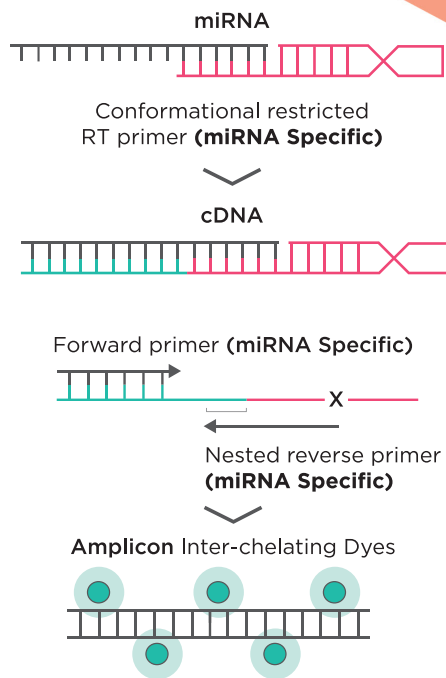 miRNA
Conformational restricted
RT primer (miRNA Specific)
cDNA
Forward primer (miRNA Specific)
X
Nested reverse primer
(miRNA Specific)
Amplicon Inter-chelating Dyes